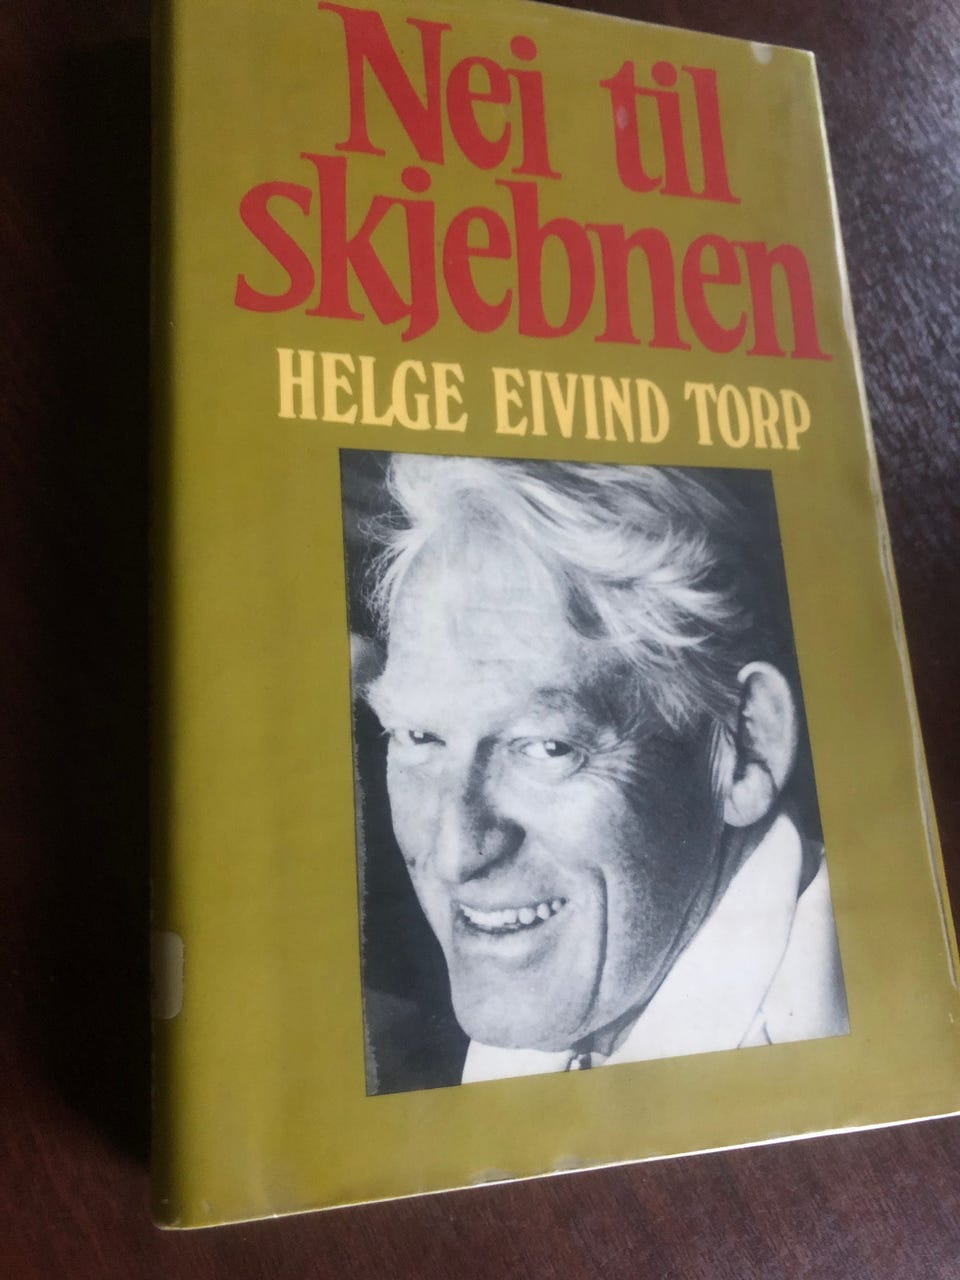 Nei til
skjebnen
HELGE EIVIND TORP